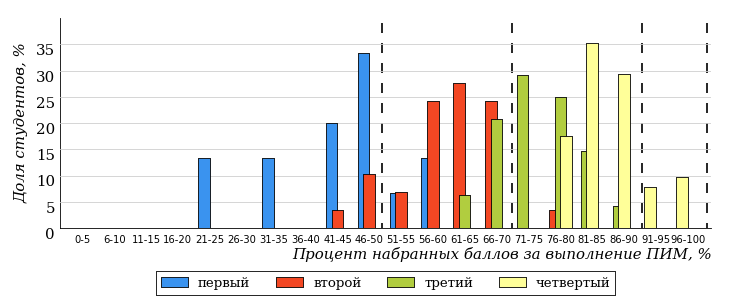 Доля студентов, %
35
30
25
20
15
10
5
0
0-5 6-10 11-15 16-20 21-25 26-30 31-35 36-40 41-45 46-50 51-55 56-60 61-65 66-70 71-75 76-80 81-85 86-90 91-95 96-100
Процент набранных баллов за выполнение ПИМ, %
первый второй третий четвертый